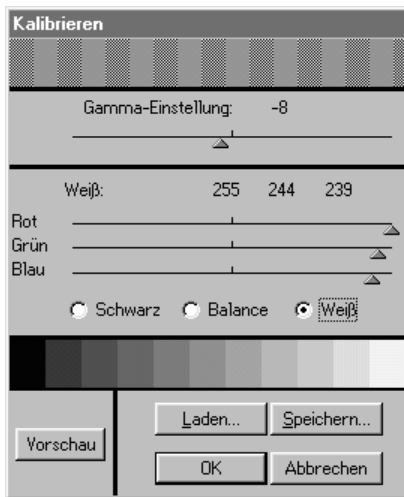 Kalibrieren
Gamma-Einstellung: -8
Weiß: 255 244 239
Rot
Grün
Blau
Schwarz Balance Weiß
Laden... Speichern...
Vorschau
OK Abbrechen